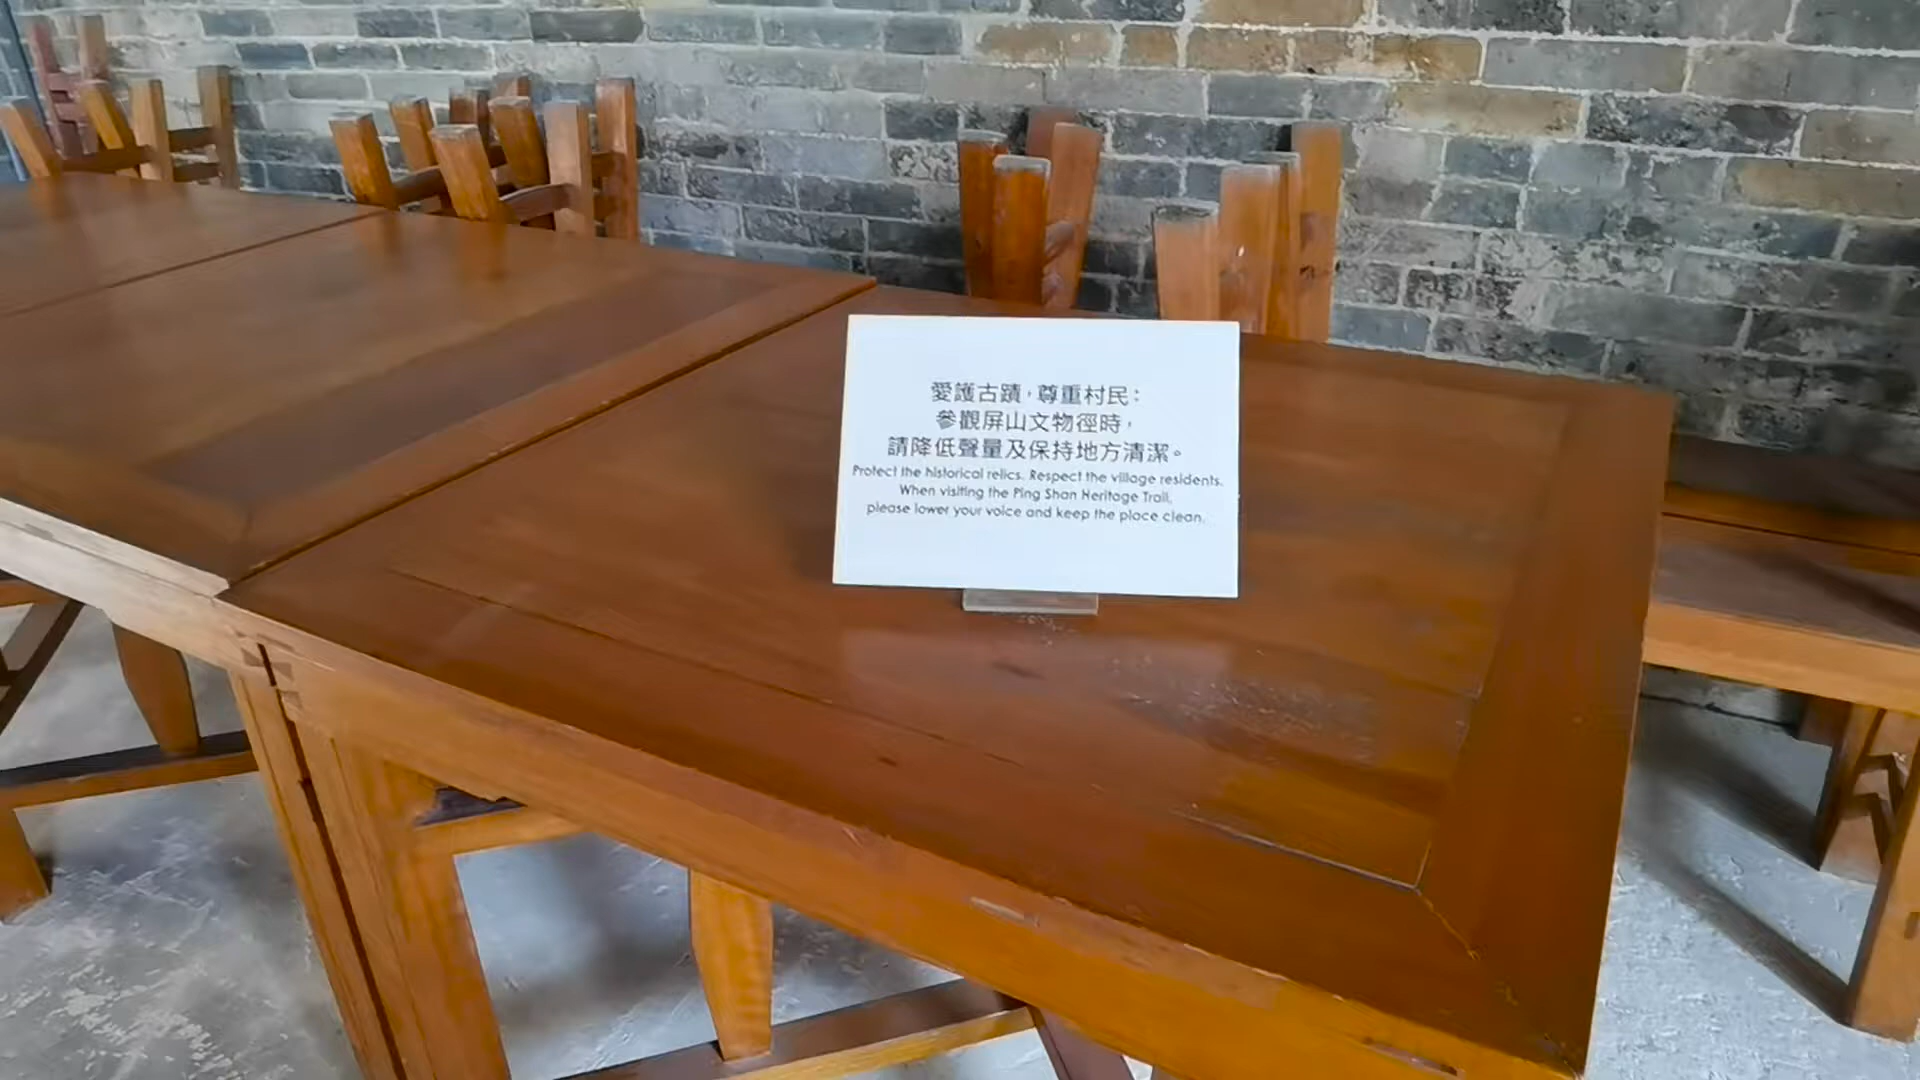 愛護古蹟，尊重村民：
參觀屏山文物徑時，
請降低聲量及保持地方清潔。
Protect the historical relics. Respect the village residents.
When visiting the Ping Shan Heritage Trail,
please lower your voice and keep the place clean.